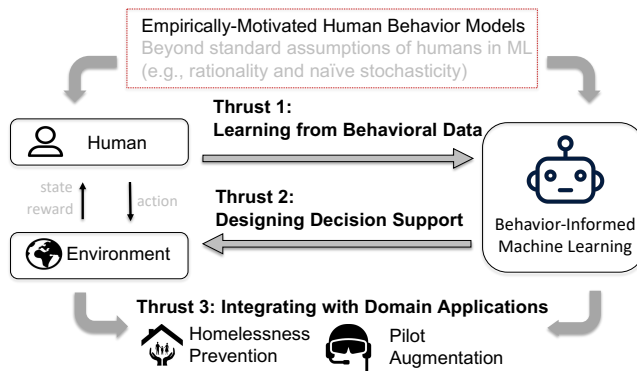 Empirically-Motivated Human Behavior Models
Beyond standard assumptions of humans in ML
(e.g., rationality and naïve stochasticity)
Thrust 1:
Learning from Behavioral Data
Human
state
reward
action
Thrust 2:
Designing Decision Support
Environment
Behavior-Informed
Machine Learning
Thrust 3: Integrating with Domain Applications
Homelessness
Prevention
Pilot
Augmentation